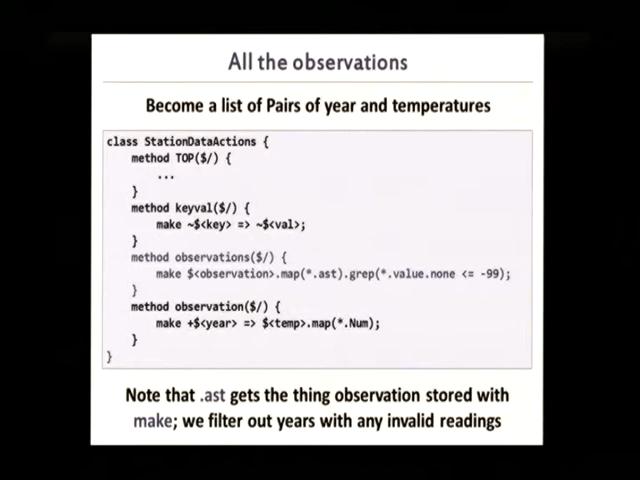 All the observations
Become a list of Pairs of year and temperatures
class StationDataActions {
method TOP($/) {
...
}
method keyval($/) {
make ~$<key> => ~$<val>;
}
method observations($/) {
make $<observation>.map(*.ast).grep(*.value.none <= -99);
}
method observation($/) {
make +$<year> => $<temp>.map(*.Num);
}
}
Note that .ast gets the thing observation stored with
make; we filter out years with any invalid readings